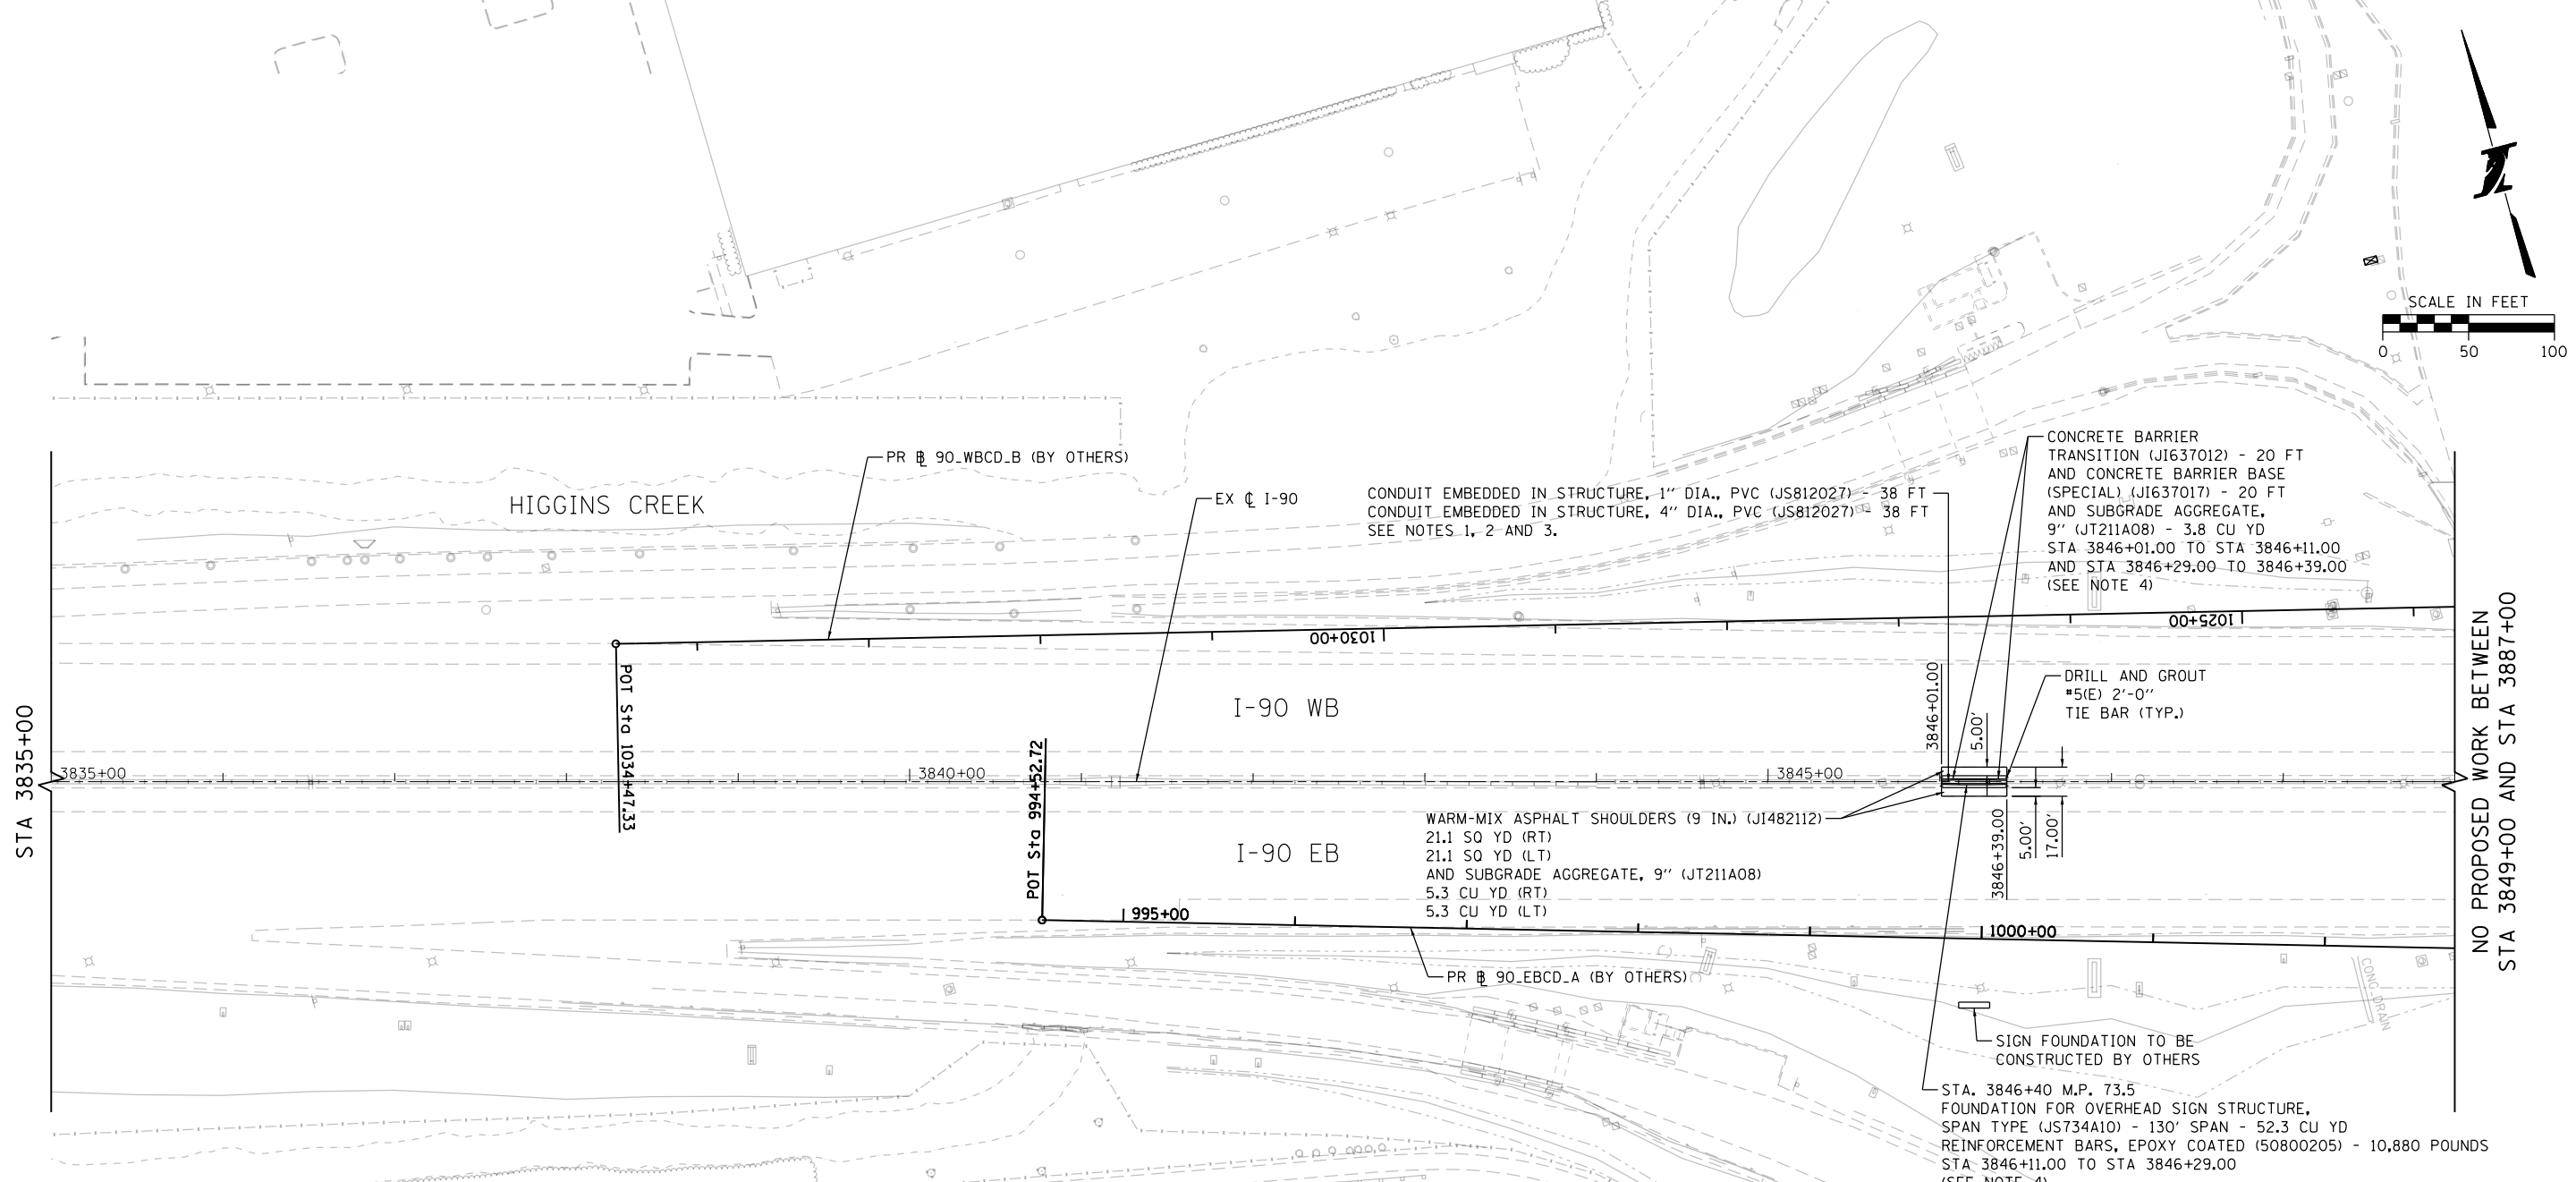 SCALE IN FEET
0 50 100
PR ⅊ 90_WBCD_B (BY OTHERS)
HIGGINS CREEK
EX ℄ I-90
CONDUIT EMBEDDED IN STRUCTURE, 1'' DIA., PVC (JS812027) - 38 FT
CONDUIT EMBEDDED IN STRUCTURE, 4'' DIA., PVC (JS812027) - 38 FT
SEE NOTES 1, 2 AND 3.
CONCRETE BARRIER
TRANSITION (JI637012) - 20 FT
AND CONCRETE BARRIER BASE
(SPECIAL) (JI637017) - 20 FT
AND SUBGRADE AGGREGATE,
9'' (JT211A08) - 3.8 CU YD
STA 3846+01.00 TO STA 3846+11.00
AND STA 3846+29.00 TO 3846+39.00
(SEE NOTE 4)
1030+00
1025+00
POT Sta 1034+47.33
I-90 WB
3846+01.00
5.00'
DRILL AND GROUT
#5(E) 2'-0''
TIE BAR (TYP.)
STA 3835+00
3835+00
3840+00
3845+00
NO PROPOSED WORK BETWEEN
STA 3849+00 AND STA 3887+00
POT Sta 994+52.72
I-90 EB
WARM-MIX ASPHALT SHOULDERS (9 IN.) (JI482112)
21.1 SQ YD (RT)
21.1 SQ YD (LT)
AND SUBGRADE AGGREGATE, 9'' (JT211A08)
5.3 CU YD (RT)
5.3 CU YD (LT)
3846+39.00
5.00'
17.00'
995+00
1000+00
PR ⅊ 90_EBCD_A (BY OTHERS)
CONC DRAIN
SIGN FOUNDATION TO BE
CONSTRUCTED BY OTHERS
STA. 3846+40 M.P. 73.5
FOUNDATION FOR OVERHEAD SIGN STRUCTURE,
SPAN TYPE (JS734A10) - 130' SPAN - 52.3 CU YD
REINFORCEMENT BARS, EPOXY COATED (50800205) - 10,880 POUNDS
STA 3846+11.00 TO STA 3846+29.00
(SEE NOTE 4)